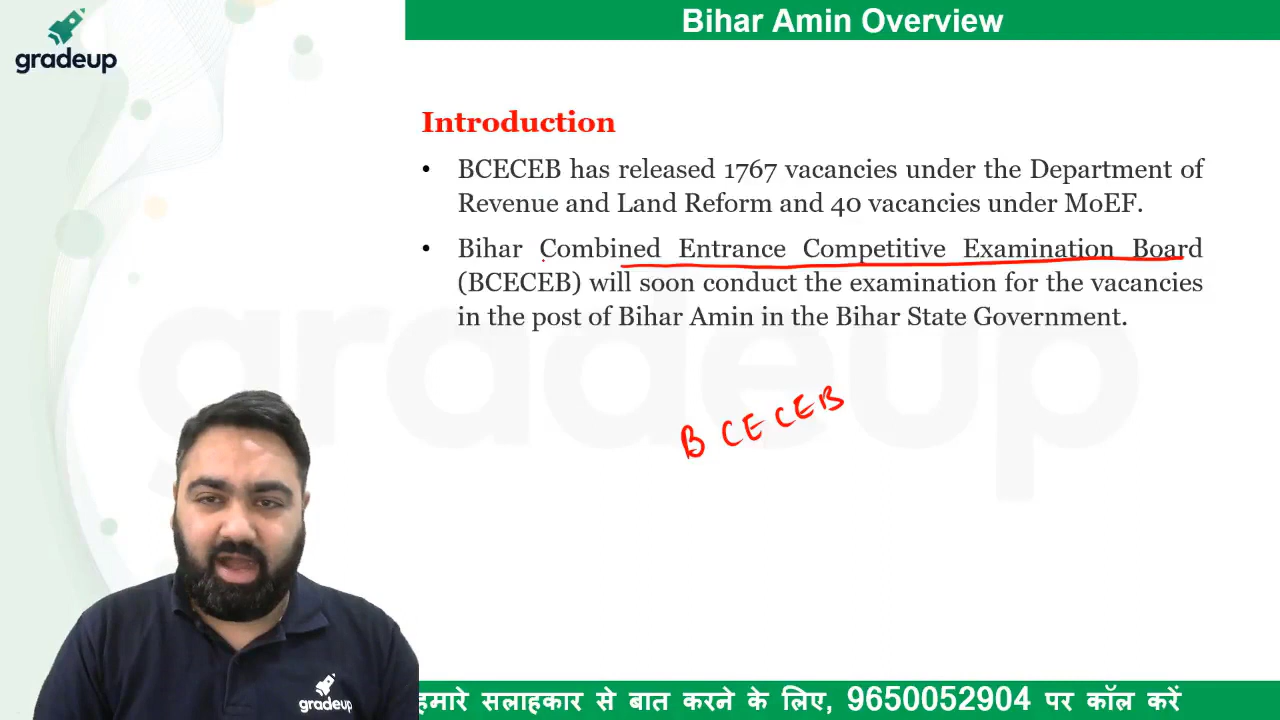 gradeup
Bihar Amin Overview
Introduction
• BCECEB has released 1767 vacancies under the Department of
Revenue and Land Reform and 40 vacancies under MoEF.
• Bihar Combined Entrance Competitive Examination Board
(BCECEB) will soon conduct the examination for the vacancies
in the post of Bihar Amin in the Bihar State Government.
gradeup
B CECEB
gradeup
हमारे सलाहकार से बात करने के लिए, 9650052904 पर कॉल करें